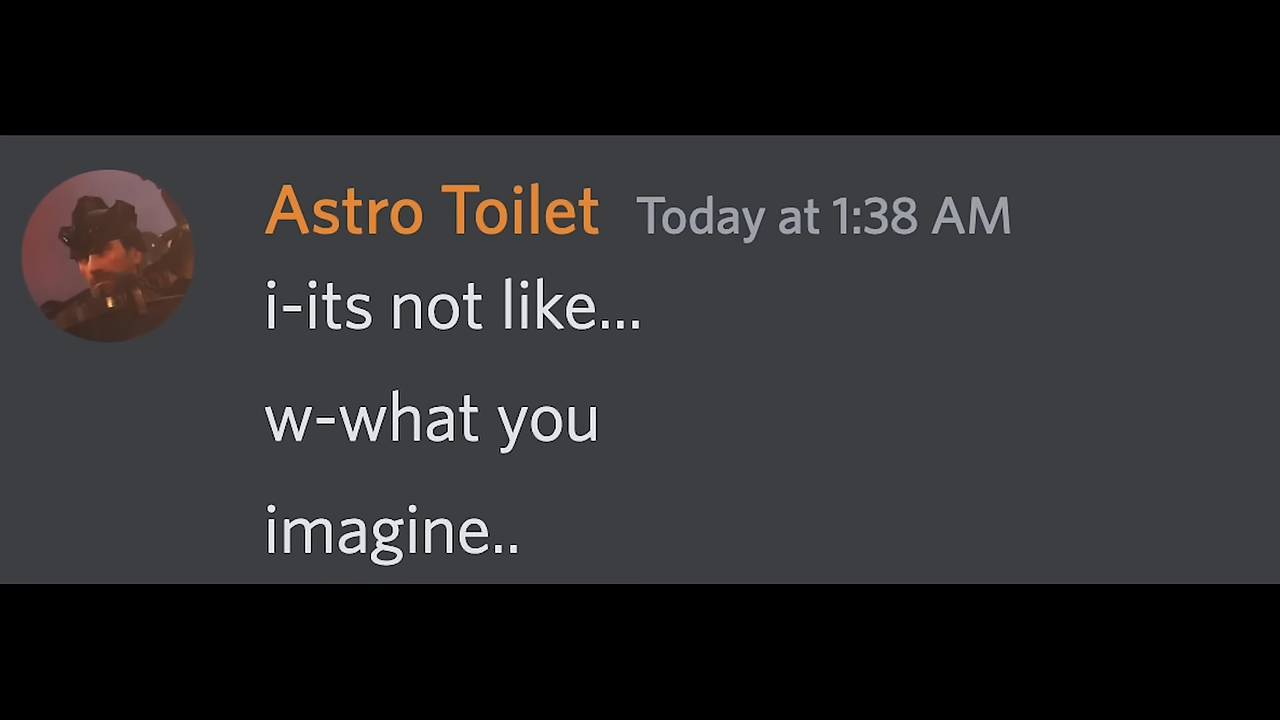 Astro Toilet Today at 1:38 AM
i-its not like...
w-what you
imagine..